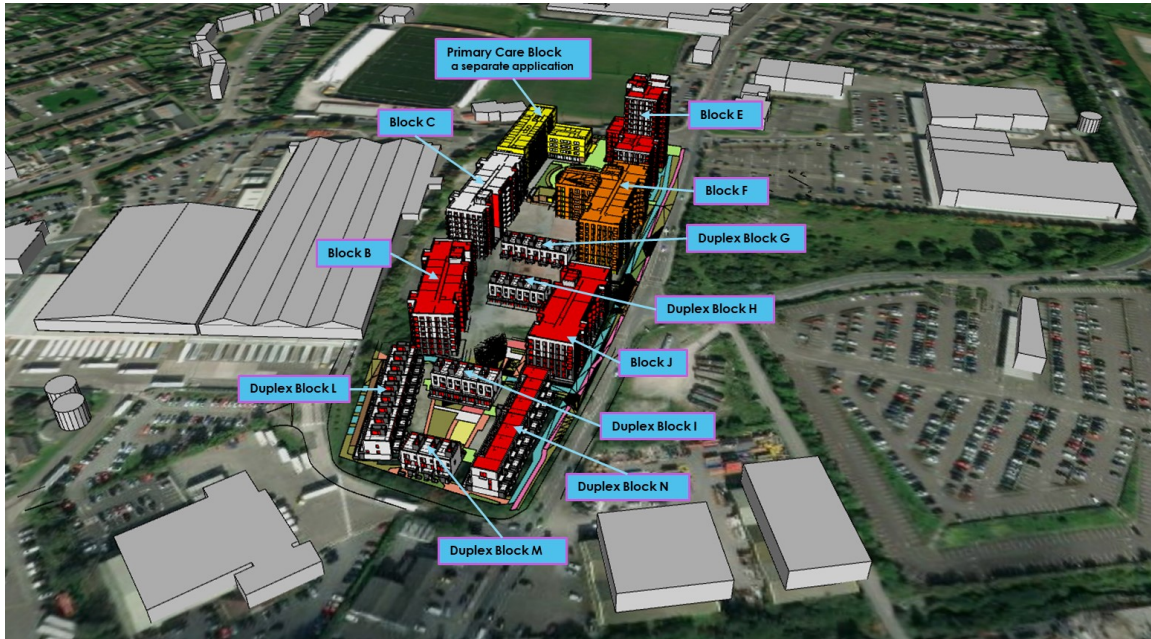 Primary Care Block
a separate application
Block E
Block C
Block F
Duplex Block G
Block B
Duplex Block H
Block J
Duplex Block L
Duplex Block I
Duplex Block N
Duplex Block M